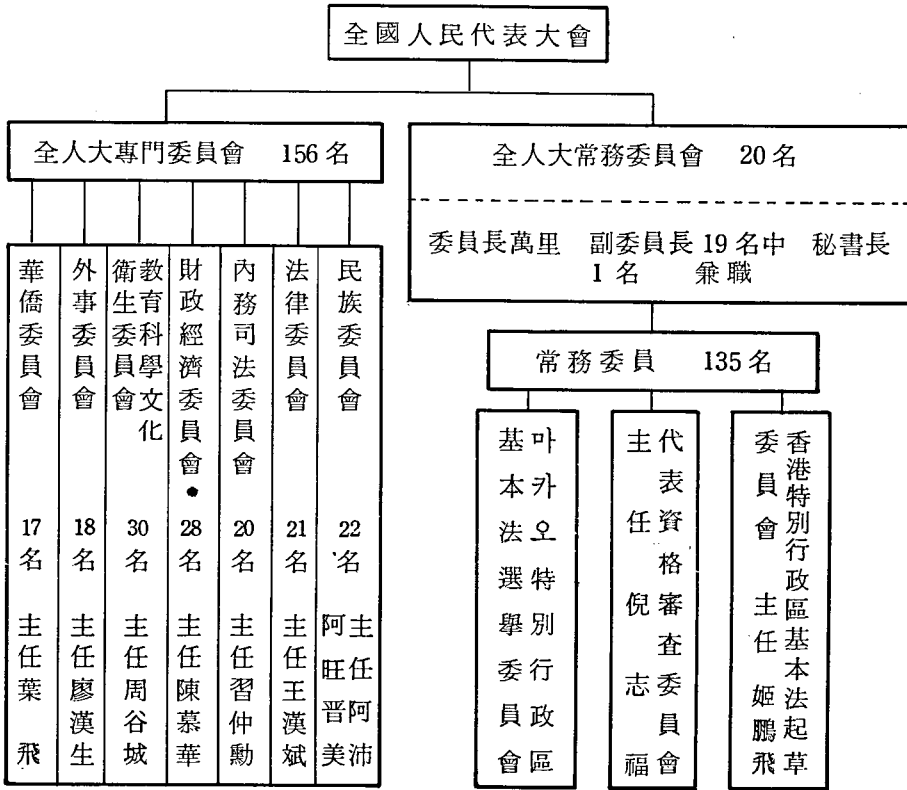 全國人民代表大會
全人大專門委員會 156名
全人大常務委員會 20名
委員長萬里 副委員長19名中 秘書長
1名 兼職
常務委員 135名
華僑委員會 17名 主任葉飛
外事委員會 18名 主任廖漢生
教育科學文化
衛生委員會 30名 主任周谷城
財政經濟委員會● 28名 主任陳慕華
內務司法委員會 20名 主任習仲勳
法律委員會 21名 主任王漢斌
民族委員會 22名 主任阿沛
阿旺晋美
마카오特別行政區
基本法選舉委員會
代表資格審査委員會
主任倪志福
香港特別行政區基本法起草
委員會 主任 姬鵬飛